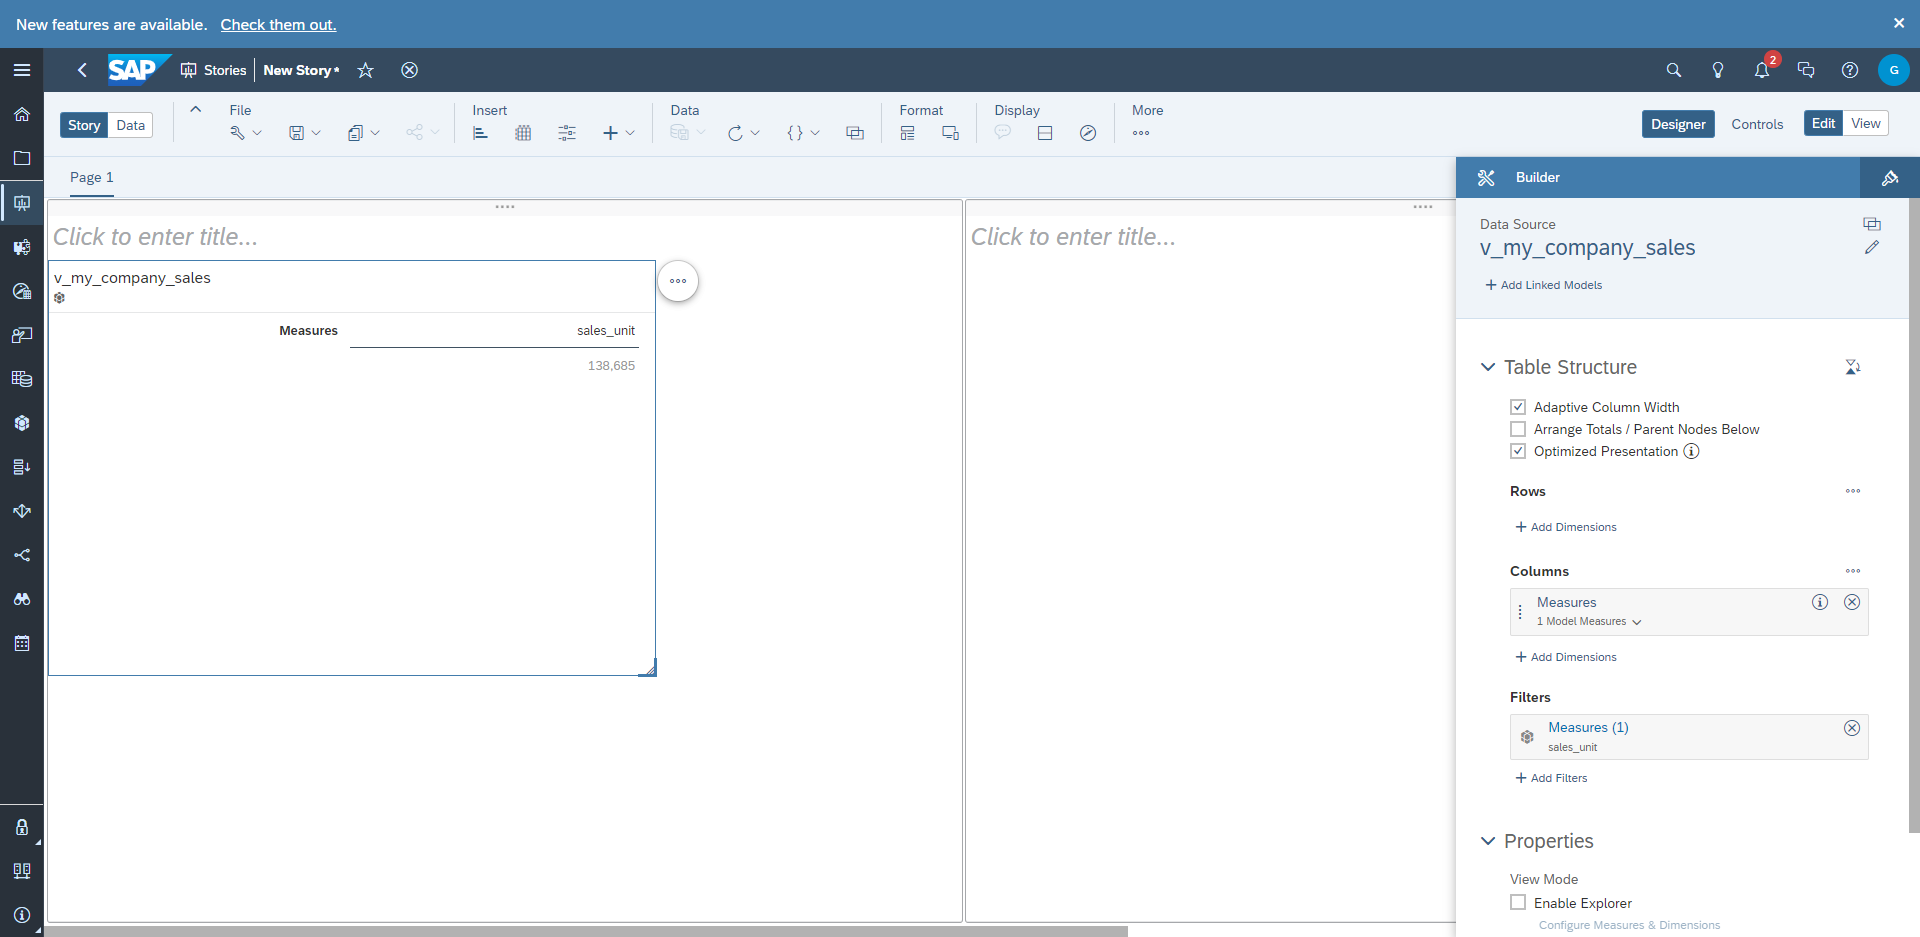 New features are available. Check them out.
SAP Stories New Story* 2 G
Story Data File Insert Data Format Display More Designer Controls Edit View
Page 1
Builder
Click to enter title...
Click to enter title...
v_my_company_sales
Measures sales_unit
138,685
Data Source
v_my_company_sales
+ Add Linked Models
Table Structure
Adaptive Column Width
Arrange Totals / Parent Nodes Below
Optimized Presentation
Rows
+ Add Dimensions
Columns
Measures
1 Model Measures
+ Add Dimensions
Filters
Measures (1)
sales_unit
+ Add Filters
Properties
View Mode
Enable Explorer
Configure Measures & Dimensions